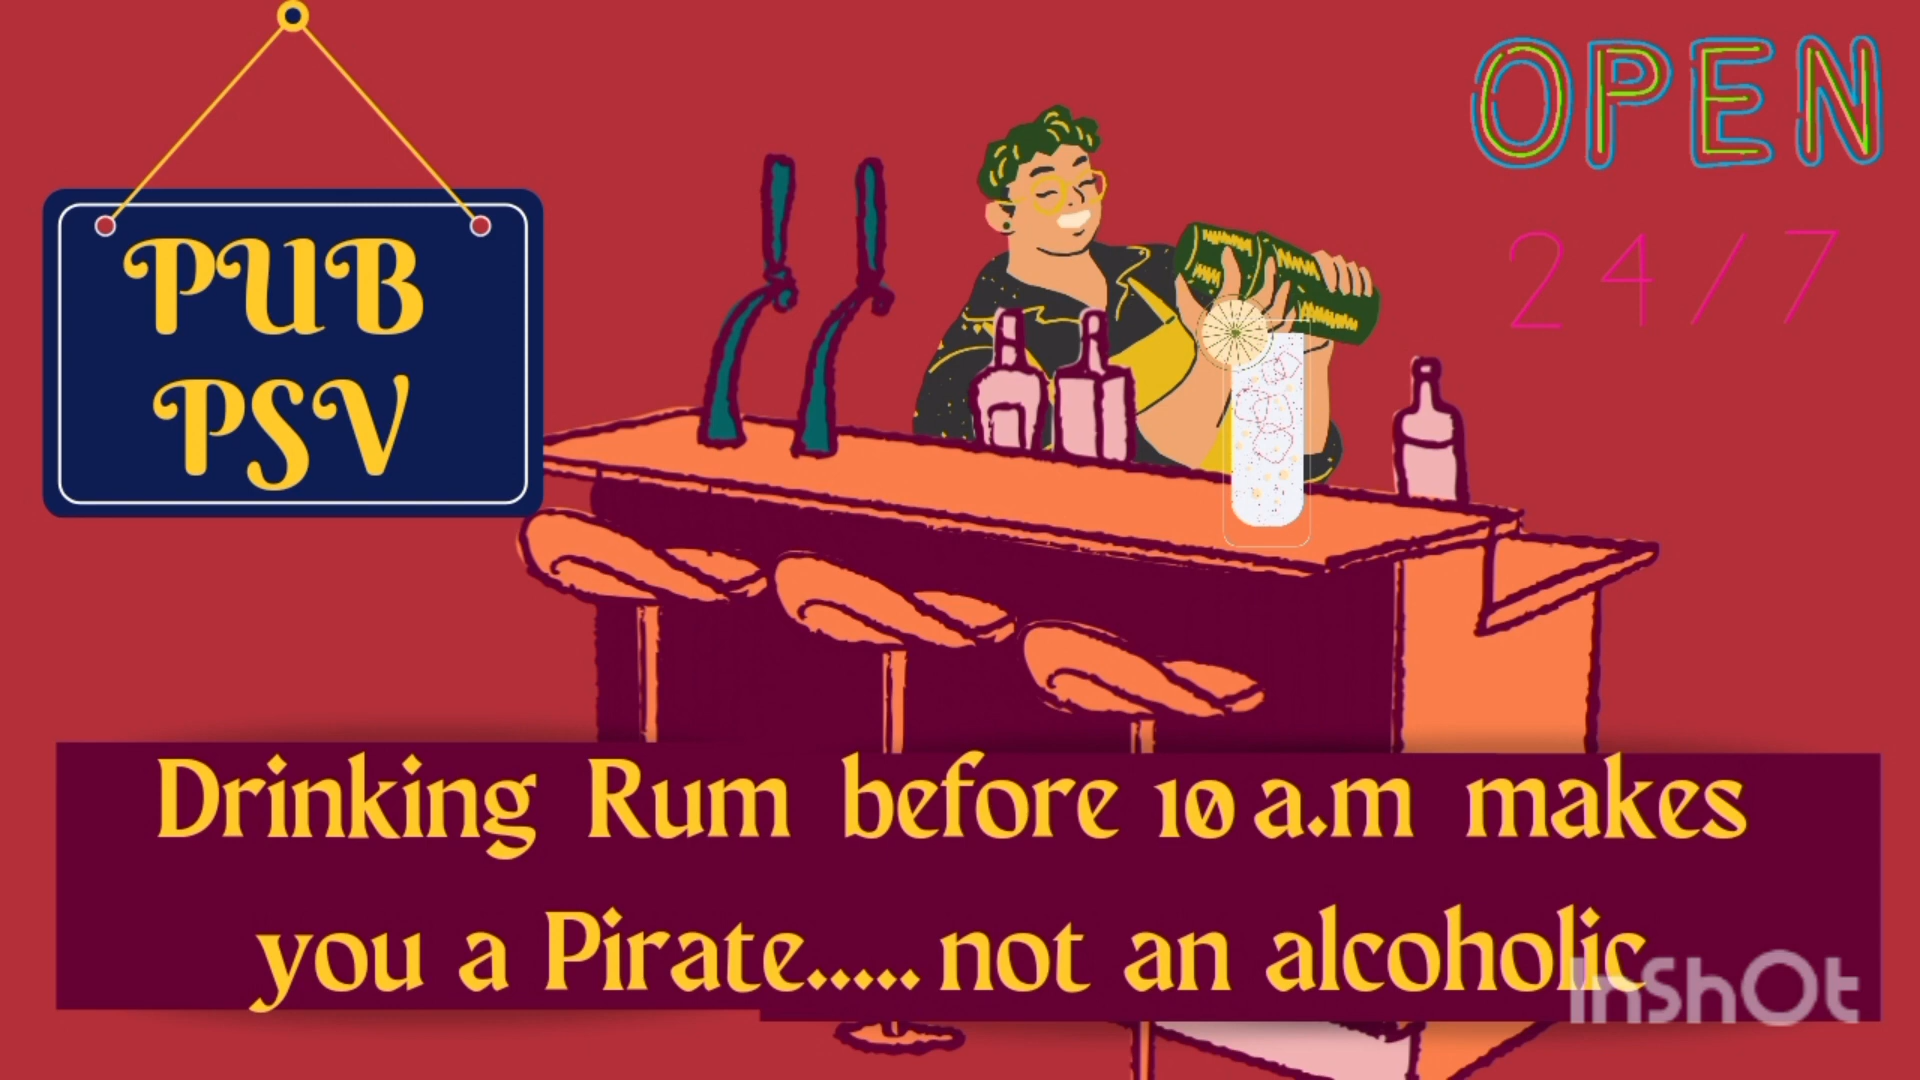 PUB
PSV
OPEN
24/7
Drinking Rum before 10 a.m makes
you a Pirate..... not an alcoholic
InShOt